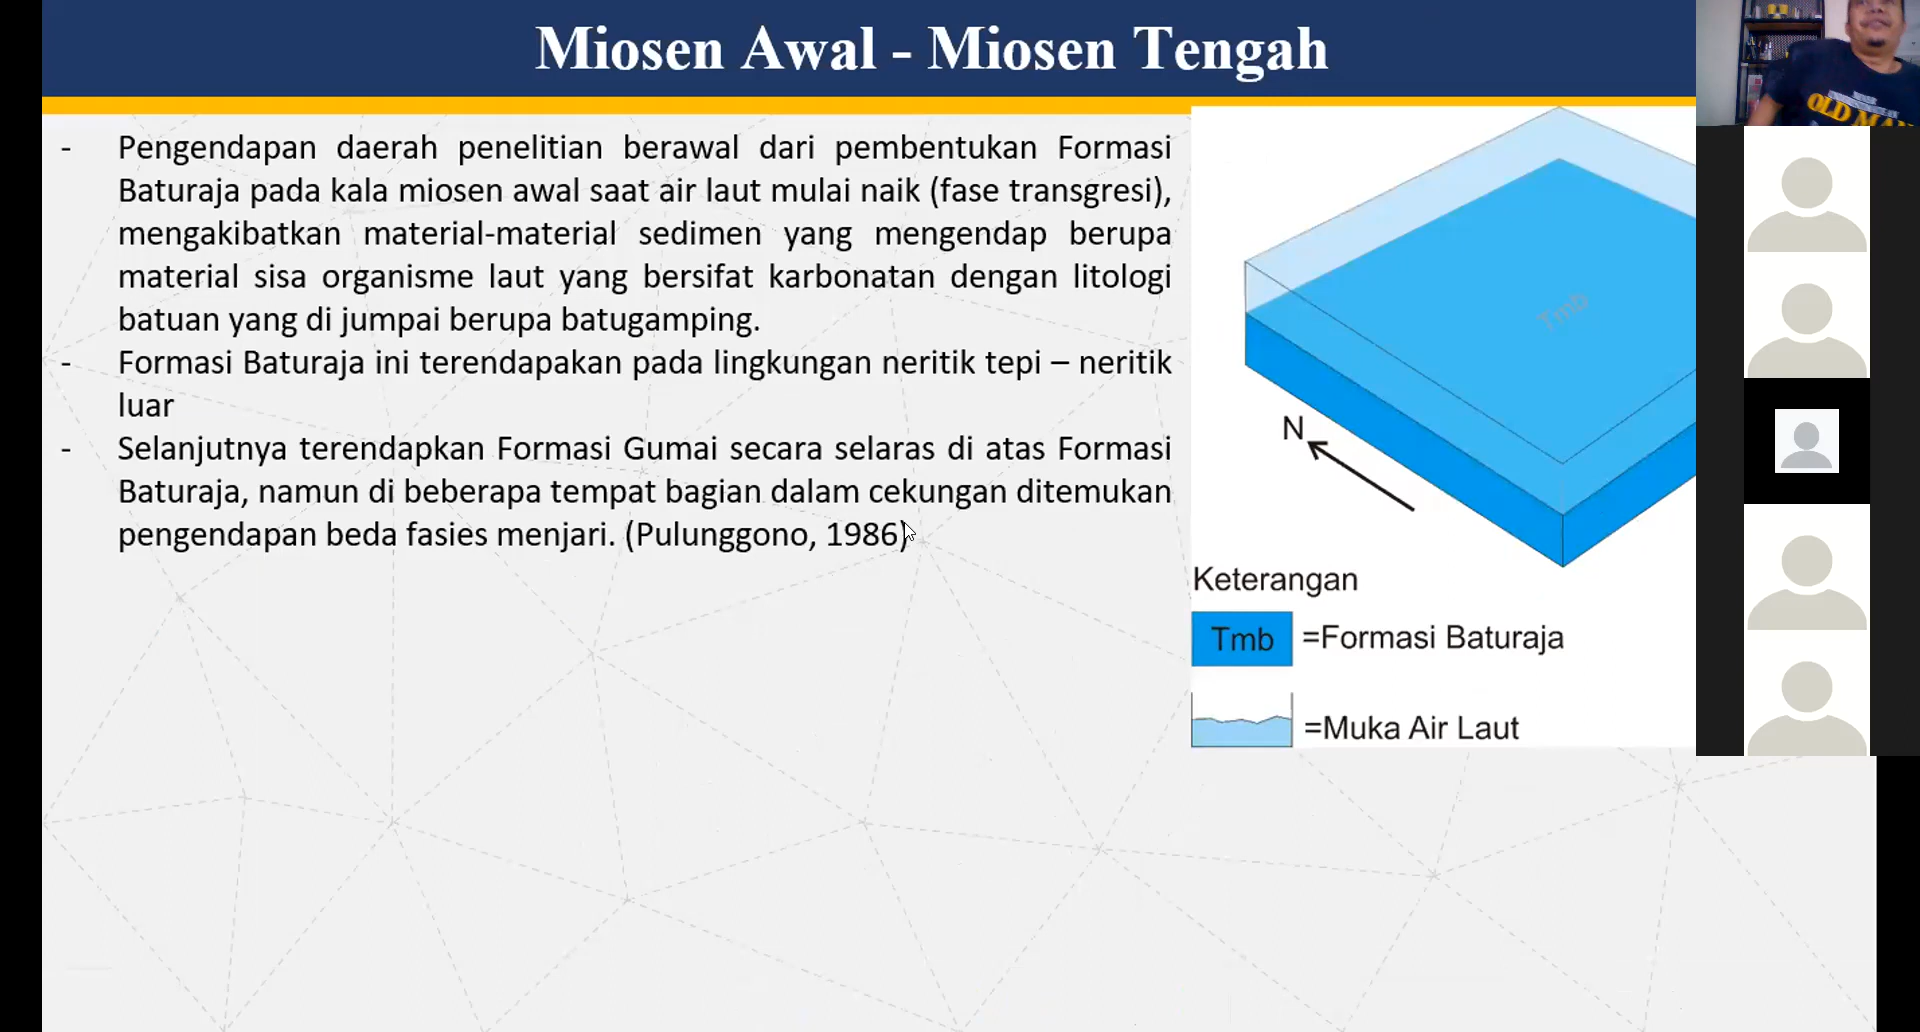 Miosen Awal - Miosen Tengah
- Pengendapan daerah penelitian berawal dari pembentukan Formasi
Baturaja pada kala miosen awal saat air laut mulai naik (fase transgresi),
mengakibatkan material-material sedimen yang mengendap berupa
material sisa organisme laut yang bersifat karbonatan dengan litologi
batuan yang di jumpai berupa batugamping.
- Formasi Baturaja ini terendapakan pada lingkungan neritik tepi – neritik
luar
- Selanjutnya terendapkan Formasi Gumai secara selaras di atas Formasi
Baturaja, namun di beberapa tempat bagian dalam cekungan ditemukan
pengendapan beda fasies menjari. (Pulunggono, 1986)
Tmb
N
Keterangan
Tmb =Formasi Baturaja
=Muka Air Laut
OLD MAN